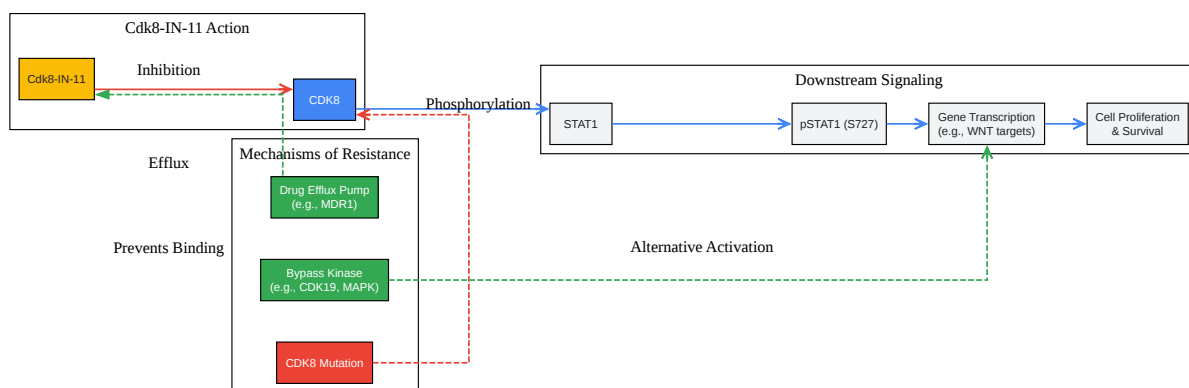 Cdk8-IN-11 Action
Cdk8-IN-11
Inhibition
CDK8
Phosphorylation
Downstream Signaling
STAT1
pSTAT1 (S727)
Gene Transcription
(e.g., WNT targets)
Cell Proliferation
& Survival
Mechanisms of Resistance
Efflux
Drug Efflux Pump
(e.g., MDR1)
Prevents Binding
Alternative Activation
Bypass Kinase
(e.g., CDK19, MAPK)
CDK8 Mutation